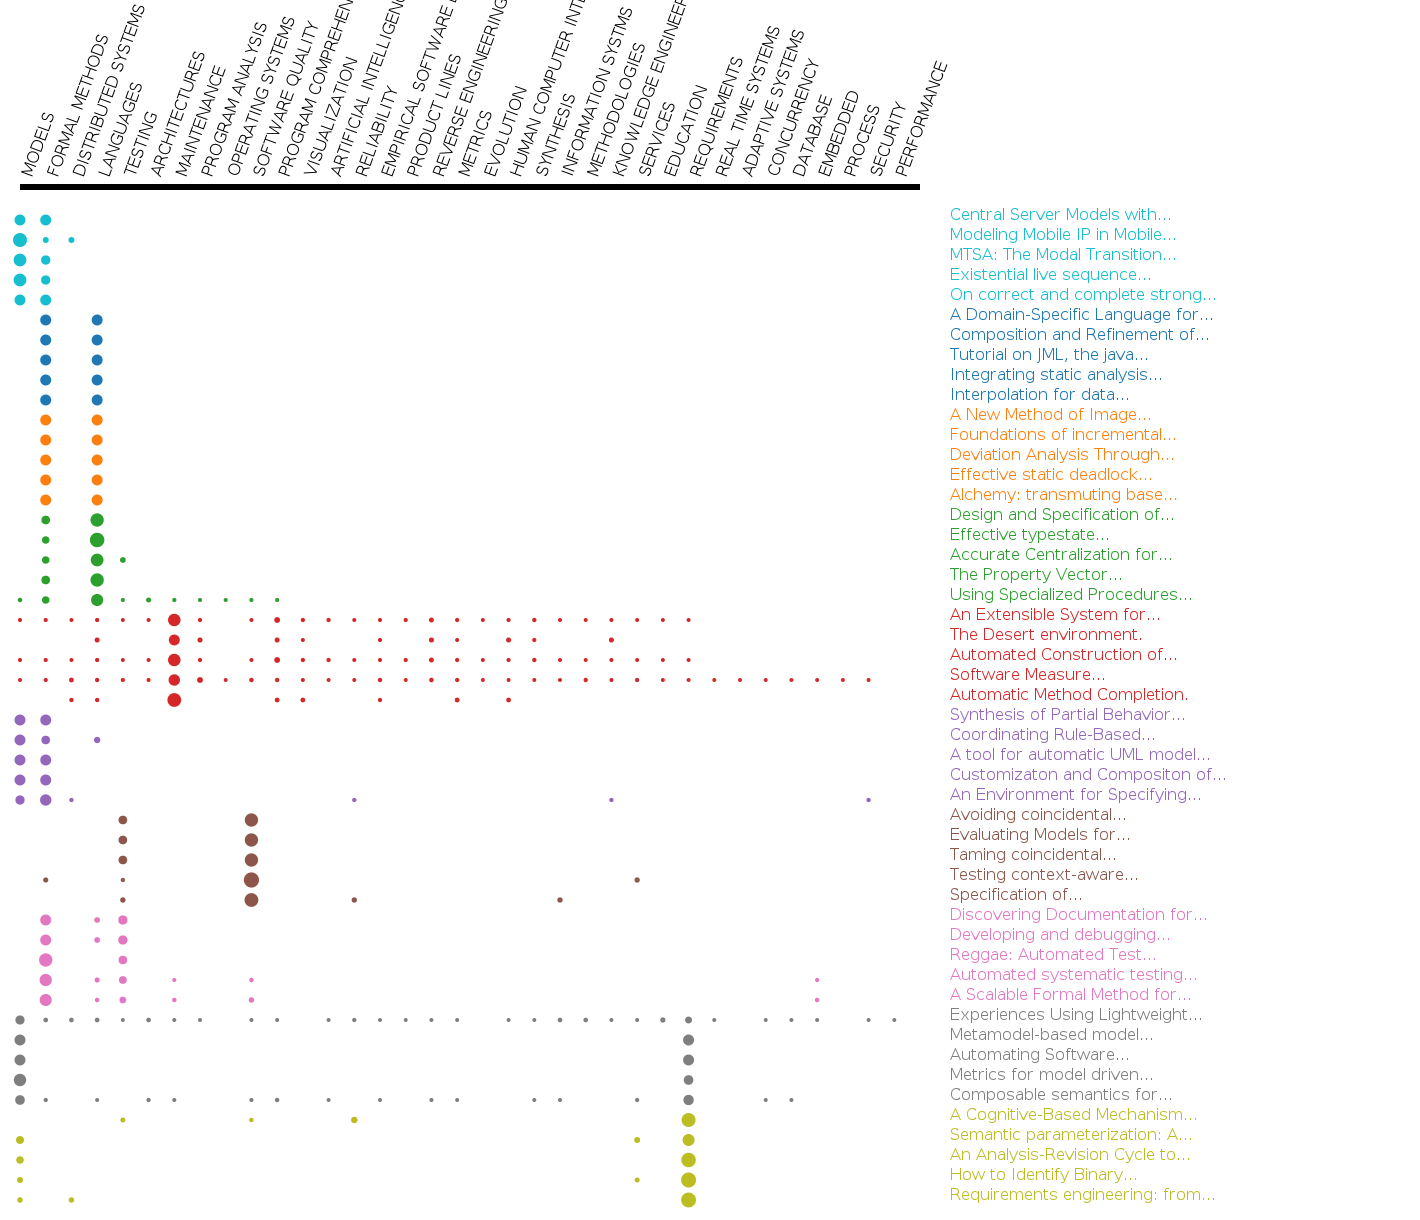 MODELS
FORMAL METHODS
DISTRIBUTED SYSTEMS
LANGUAGES
TESTING
ARCHITECTURES
MAINTENANCE
PROGRAM ANALYSIS
OPERATING SYSTEMS
SOFTWARE QUALITY
PROGRAM COMPREHEN
VISUALIZATION
ARTIFICIAL INTELLIGEN
RELIABILITY
EMPIRICAL SOFTWARE
PRODUCT LINES
REVERSE ENGINEERING
METRICS
EVOLUTION
HUMAN COMPUTER INT
SYNTHESIS
INFORMATION SYSTMS
METHODOLOGIES
KNOWLEDGE ENGINEER
SERVICES
EDUCATION
REQUIREMENTS
REAL TIME SYSTEMS
ADAPTIVE SYSTEMS
CONCURRENCY
DATABASE
EMBEDDED
PROCESS
SECURITY
PERFORMANCE
Central Server Models with...
Modeling Mobile IP in Mobile...
MTSA: The Modal Transition...
Existential live sequence...
On correct and complete strong...
A Domain-Specific Language for...
Composition and Refinement of...
Tutorial on JML, the java...
Integrating static analysis...
Interpolation for data...
A New Method of Image...
Foundations of incremental...
Deviation Analysis Through...
Effective static deadlock...
Alchemy: transmuting base...
Design and Specification of...
Effective typestate...
Accurate Centralization for...
The Property Vector...
Using Specialized Procedures...
An Extensible System for...
The Desert environment.
Automated Construction of...
Software Measure...
Automatic Method Completion.
Synthesis of Partial Behavior...
Coordinating Rule-Based...
A tool for automatic UML model...
Customizaton and Compositon of...
An Environment for Specifying...
Avoiding coincidental...
Evaluating Models for...
Taming coincidental...
Testing context-aware...
Specification of...
Discovering Documentation for...
Developing and debugging...
Reggae: Automated Test...
Automated systematic testing...
A Scalable Formal Method for...
Experiences Using Lightweight...
Metamodel-based model...
Automating Software...
Metrics for model driven...
Composable semantics for...
A Cognitive-Based Mechanism...
Semantic parameterization: A...
An Analysis-Revision Cycle to...
How to Identify Binary...
Requirements engineering: from...